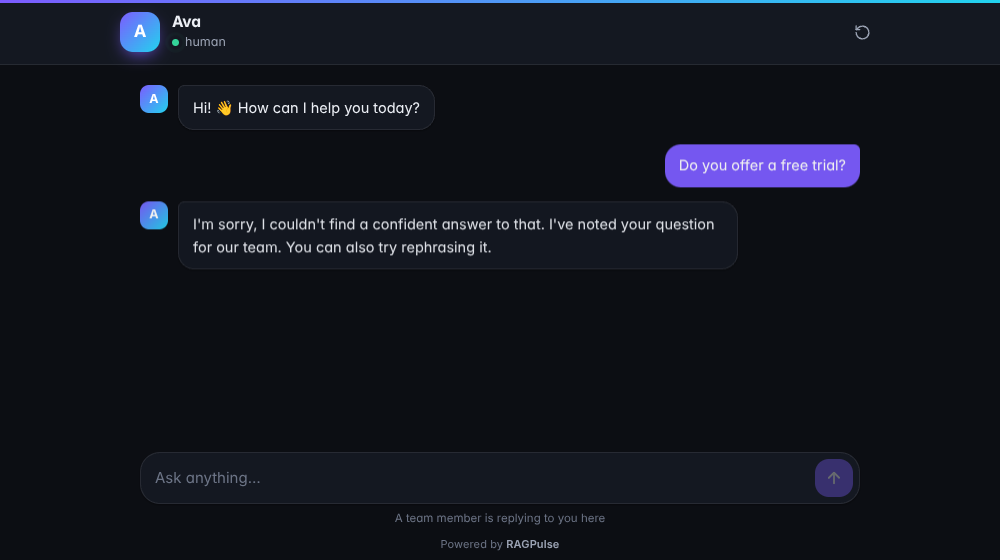 A
Ava
human
A
Hi! 👋 How can I help you today?
Do you offer a free trial?
A
I'm sorry, I couldn't find a confident answer to that. I've noted your question
for our team. You can also try rephrasing it.
Ask anything...
A team member is replying to you here
Powered by RAGPulse